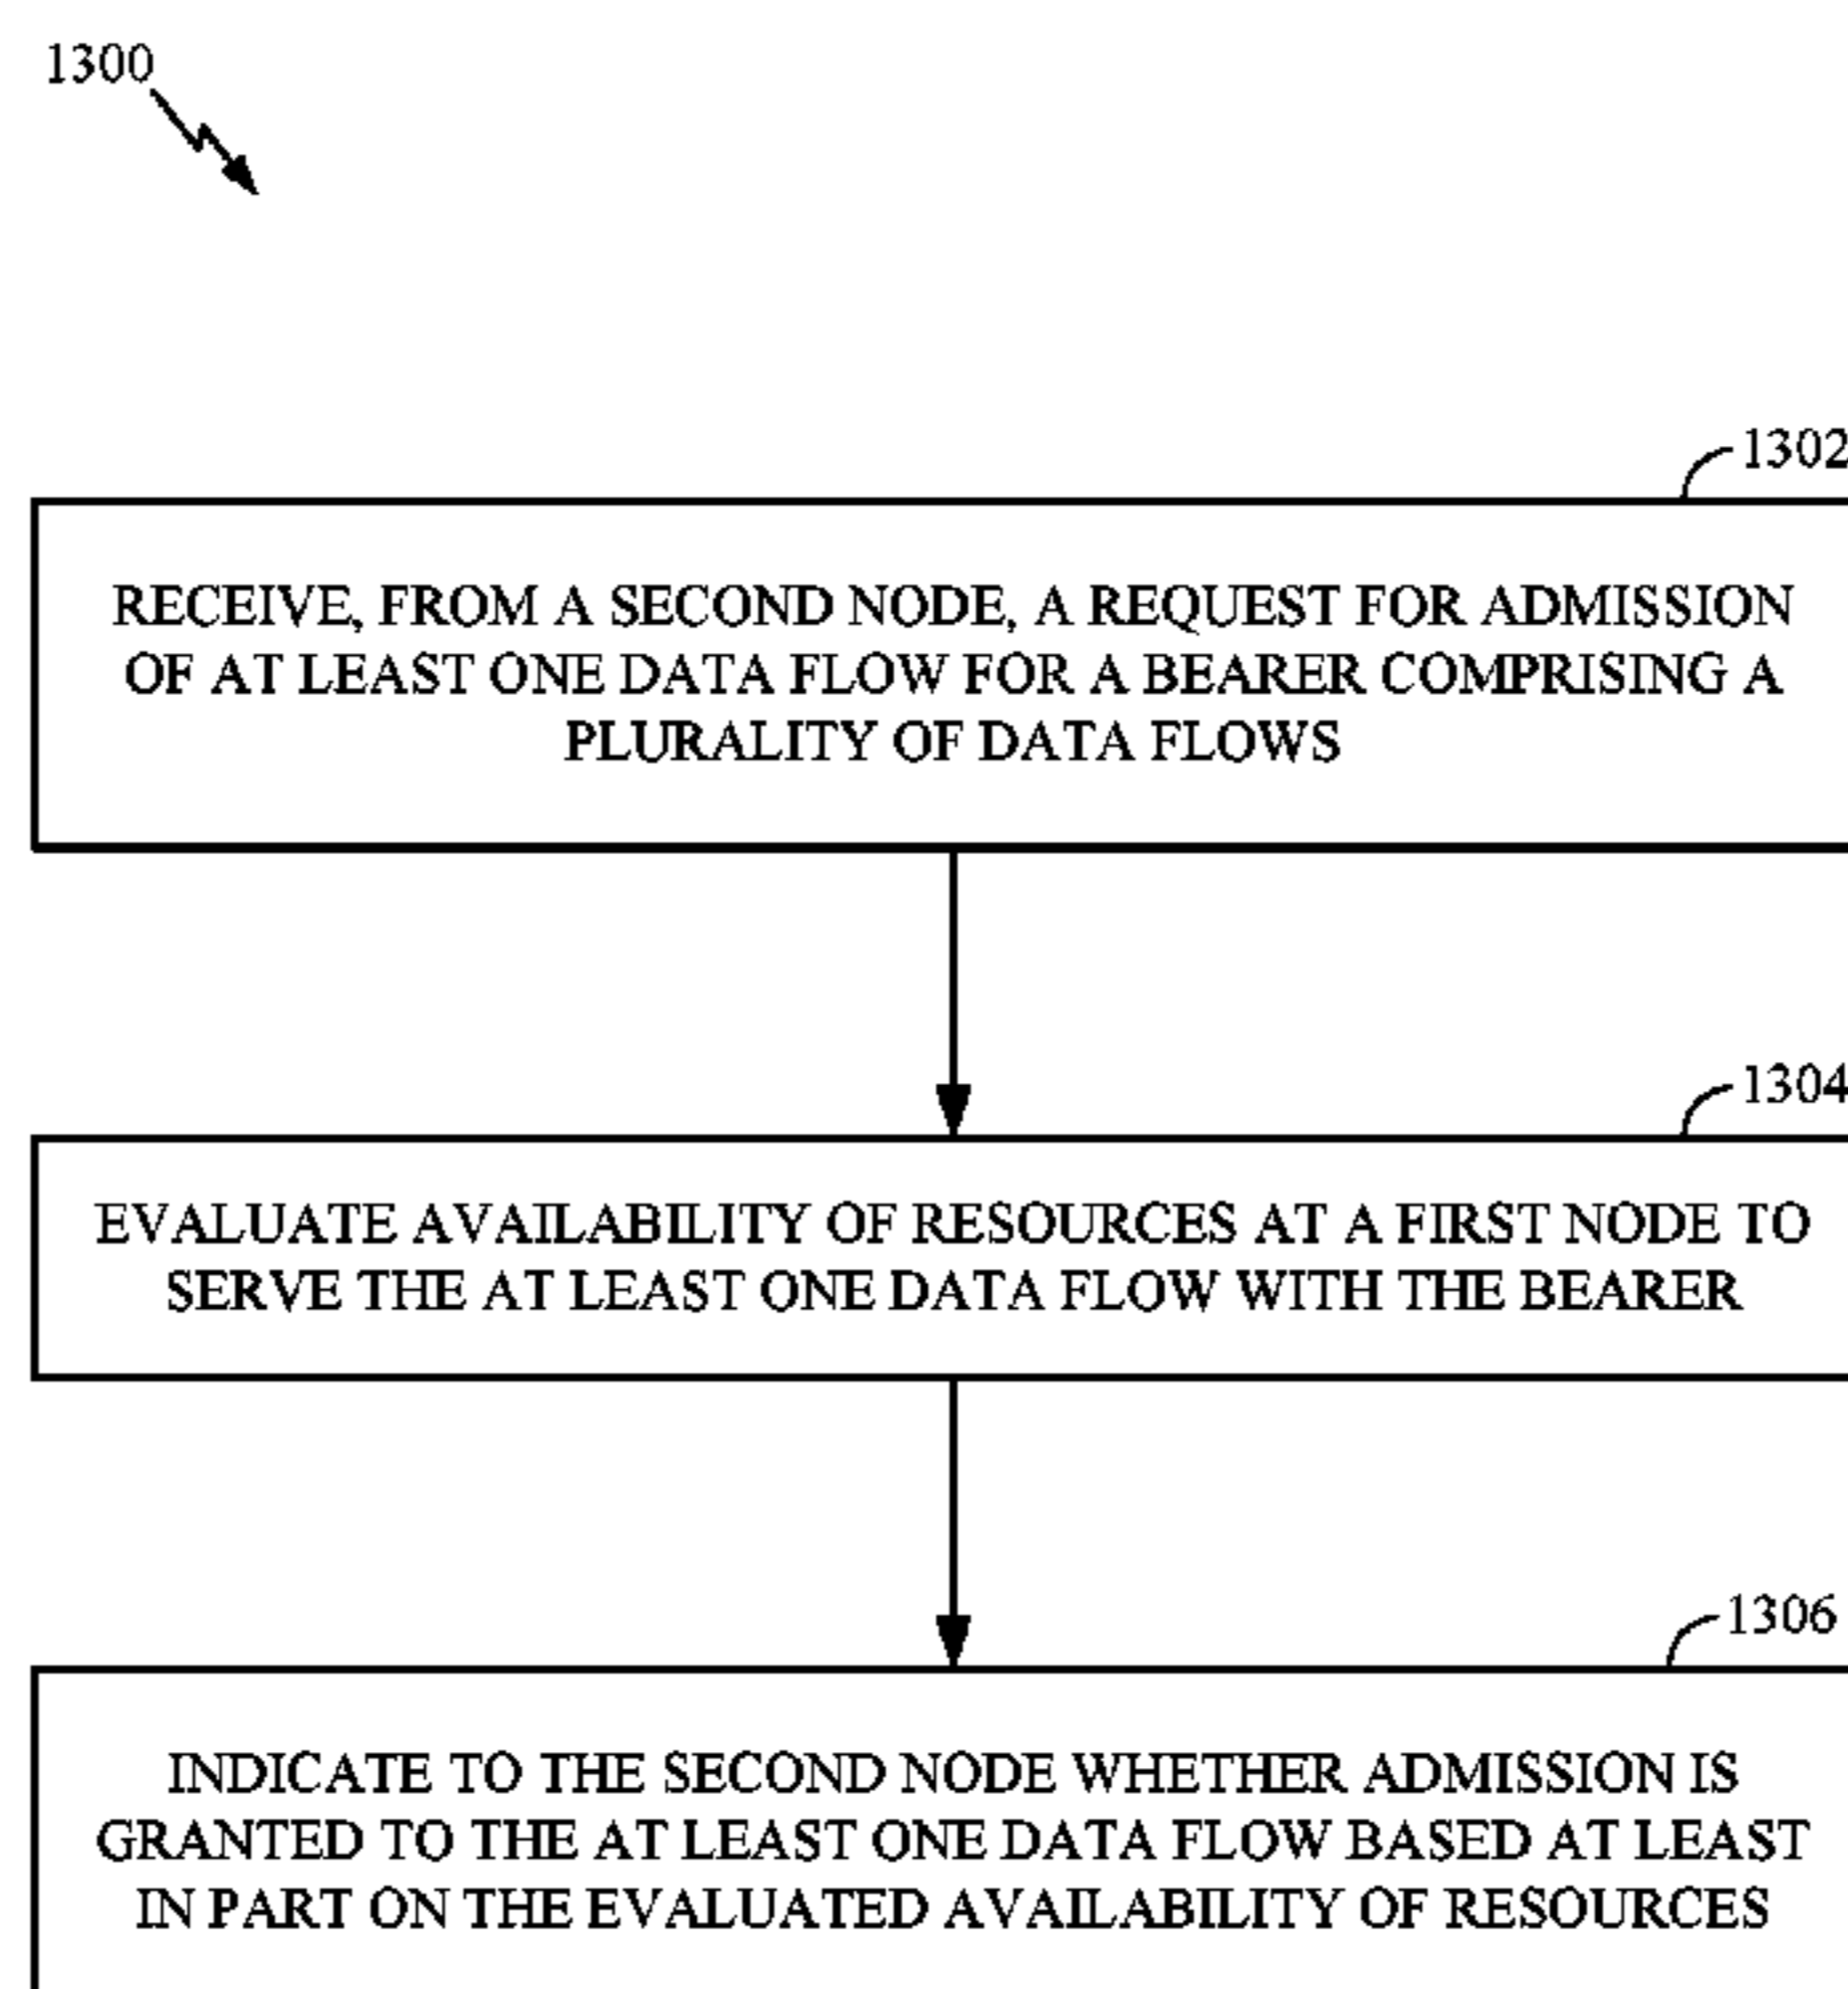 1300
1302
RECEIVE, FROM A SECOND NODE, A REQUEST FOR ADMISSION
OF AT LEAST ONE DATA FLOW FOR A BEARER COMPRISING A
PLURALITY OF DATA FLOWS
1304
EVALUATE AVAILABILITY OF RESOURCES AT A FIRST NODE TO
SERVE THE AT LEAST ONE DATA FLOW WITH THE BEARER
1306
INDICATE TO THE SECOND NODE WHETHER ADMISSION IS
GRANTED TO THE AT LEAST ONE DATA FLOW BASED AT LEAST
IN PART ON THE EVALUATED AVAILABILITY OF RESOURCES